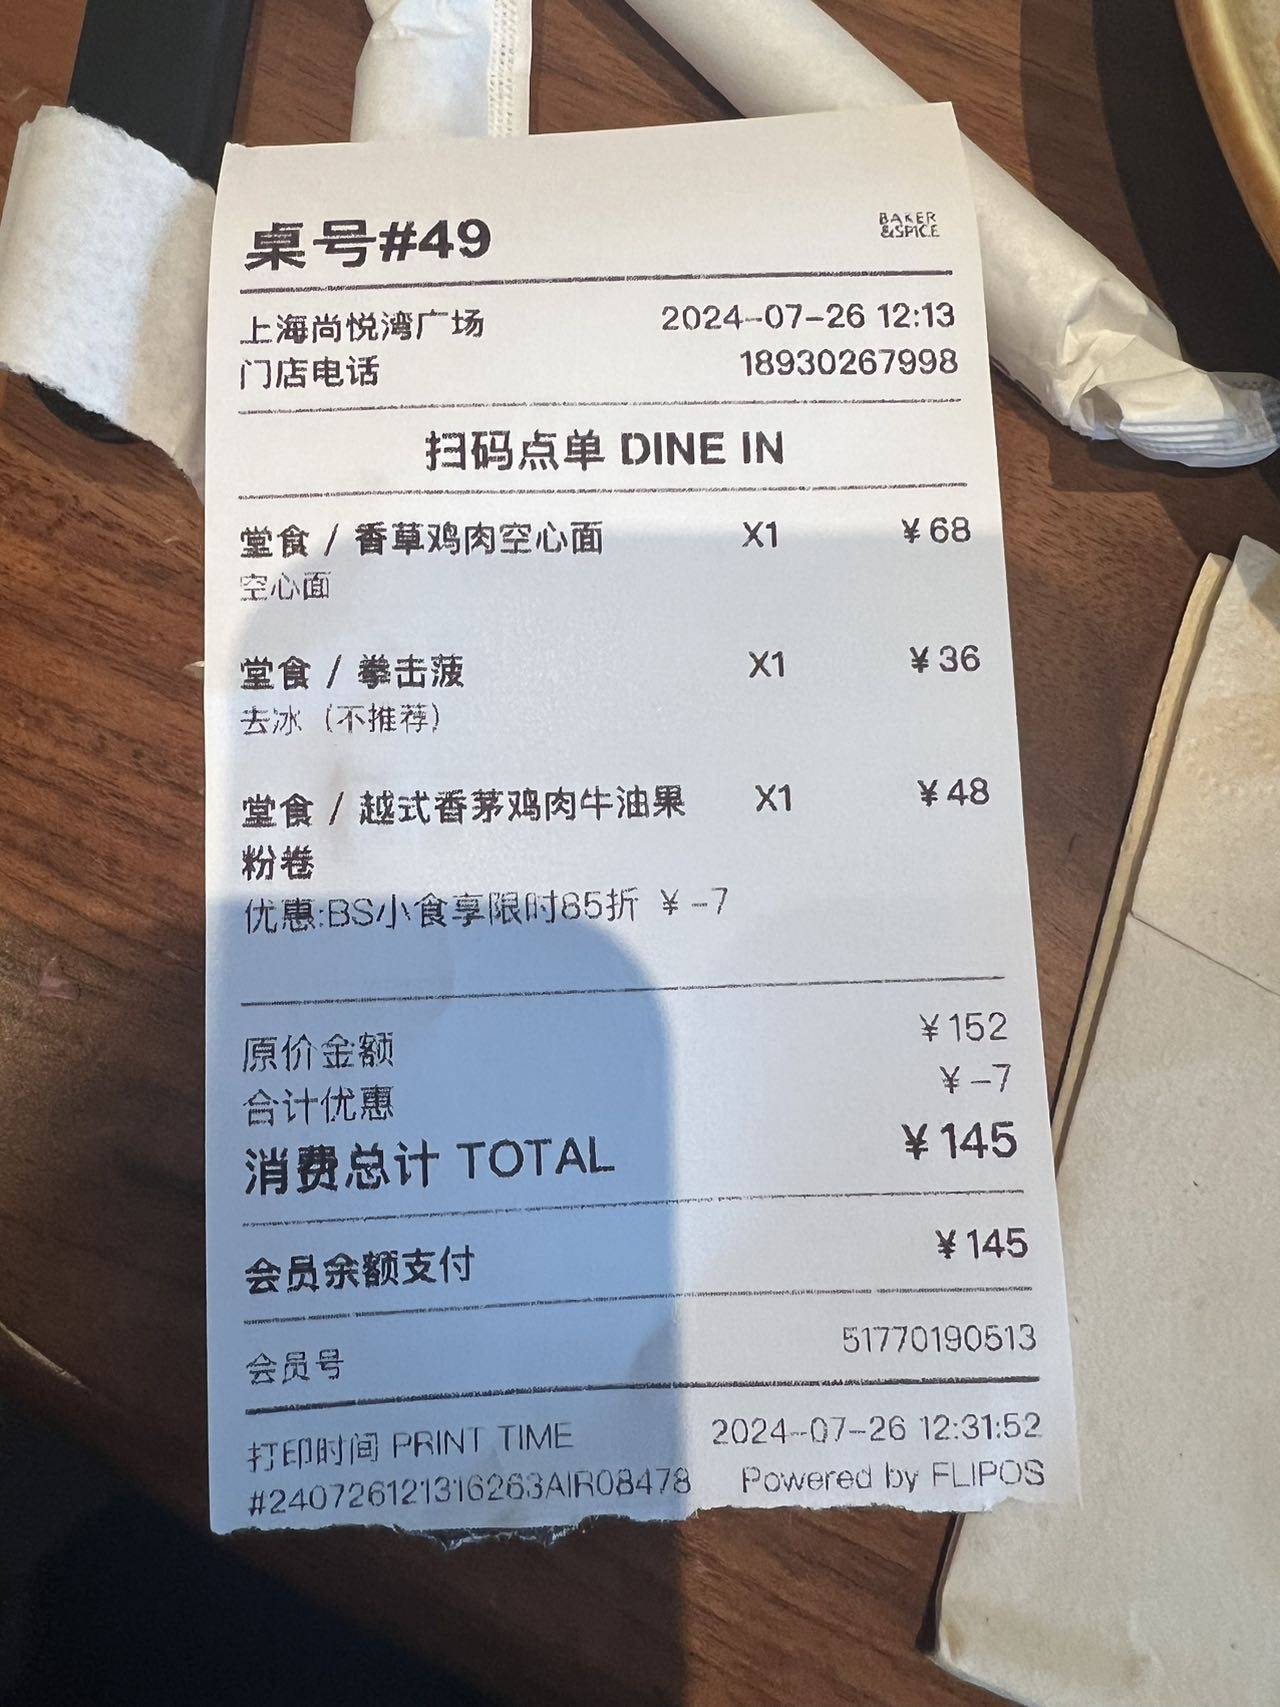 桌号#49
BAKER
&SPICE
上海尚悦湾广场 2024-07-26 12:13
门店电话 18930267998
扫码点单 DINE IN
堂食 / 香草鸡肉空心面 X1 ¥68
空心面
堂食 / 拳击菠 X1 ¥36
去冰（不推荐）
堂食 / 越式香茅鸡肉牛油果 X1 ¥48
粉卷
优惠:BS小食享限时85折 ¥-7
原价金额 ¥152
合计优惠 ¥-7
消费总计 TOTAL ¥145
会员余额支付 ¥145
会员号 51770190513
打印时间 PRINT TIME 2024-07-26 12:31:52
#240726121316263AIR08478 Powered by FLIPOS